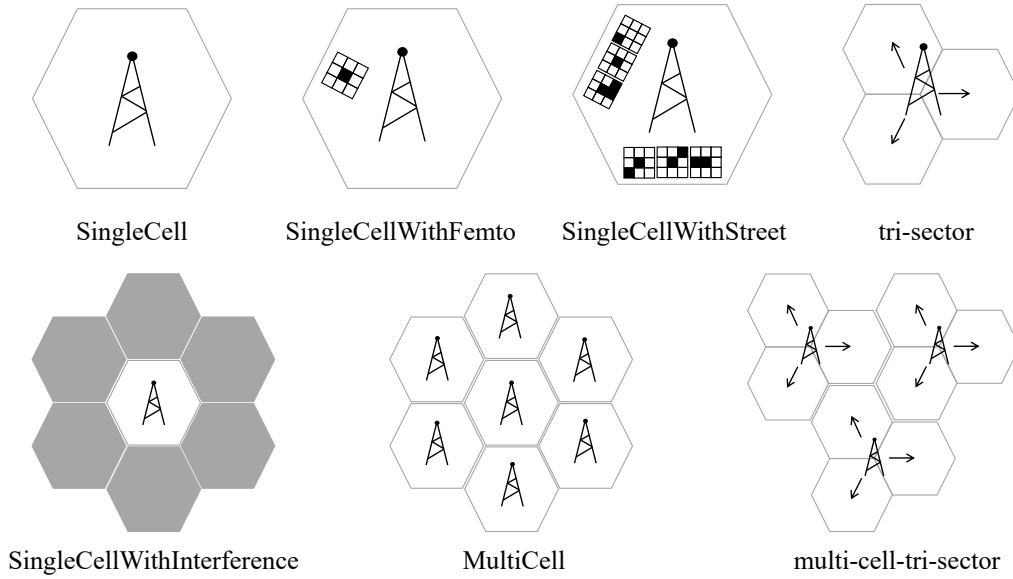 SingleCell
SingleCellWithFemto
SingleCellWithStreet
tri-sector
SingleCellWithInterference
MultiCell
multi-cell-tri-sector